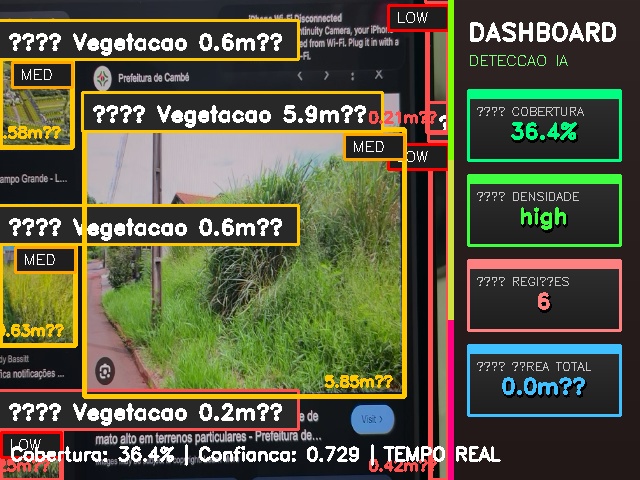 LOW
iPhone Wi-Fi Disconnected
???? Vegetacao 0.6m??
MED
.58m??
Prefeitura de Cambé
???? Vegetacao 5.9m??
0.21m??
MED
LOW
ampo Grande - L...
???? Vegetacao 0.6m??
MED
.63m??
dy Bassitt
fica notificações ...
5.85m??
???? Vegetacao 0.2m??
mato alto em terrenos particulares - Prefeitura de...
Visit >
LOW
0.42m??
Cobertura: 36.4% | Confianca: 0.729 | TEMPO REAL
DASHBOARD
DETECCAO IA
???? COBERTURA
36.4%
???? DENSIDADE
high
???? REGI??ES
6
???? ??REA TOTAL
0.0m??